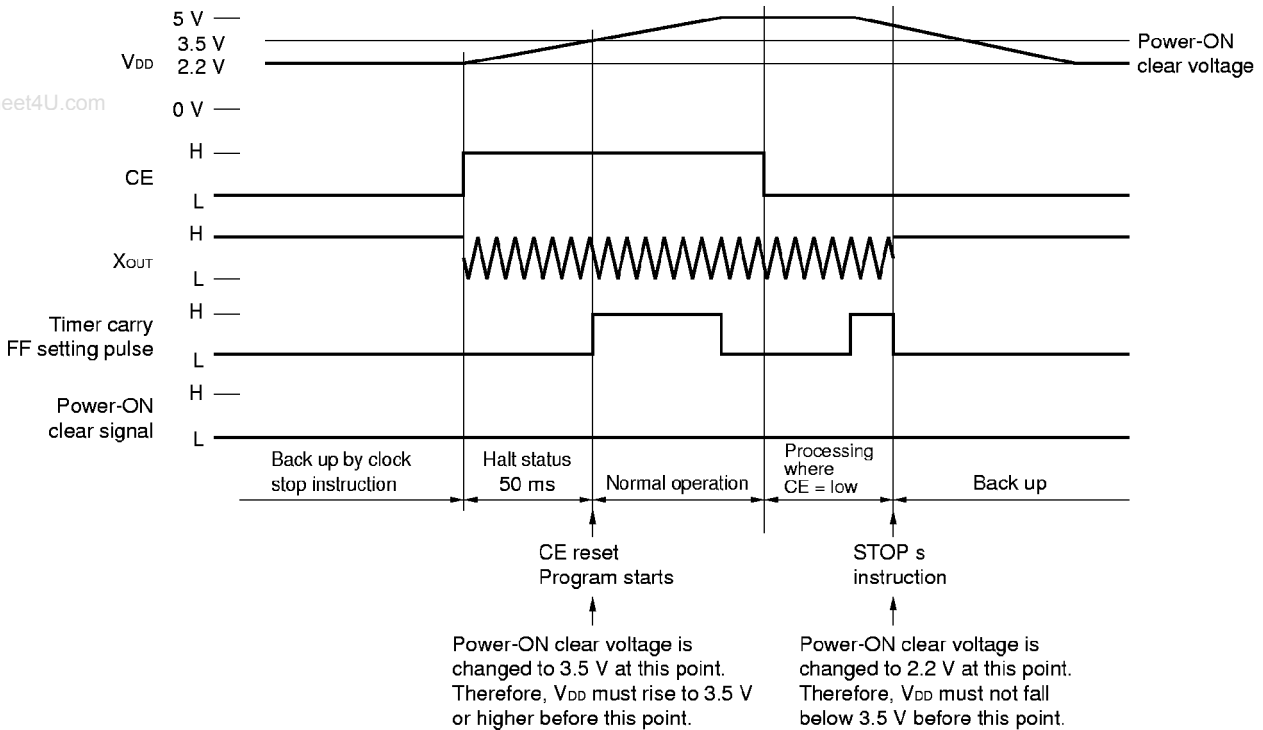 5 V
3.5 V
VDD 2.2 V
Power-ON
clear voltage
eet4U.com
0 V
H
CE
L
H
XOUT
L
H
Timer carry
FF setting pulse
L
H
Power-ON
clear signal
L
Back up by clock
stop instruction
Halt status
50 ms
Normal operation
Processing
where
CE = low
Back up
CE reset
Program starts
STOP s
instruction
Power-ON clear voltage is
changed to 3.5 V at this point.
Therefore, VDD must rise to 3.5 V
or higher before this point.
Power-ON clear voltage is
changed to 2.2 V at this point.
Therefore, VDD must not fall
below 3.5 V before this point.